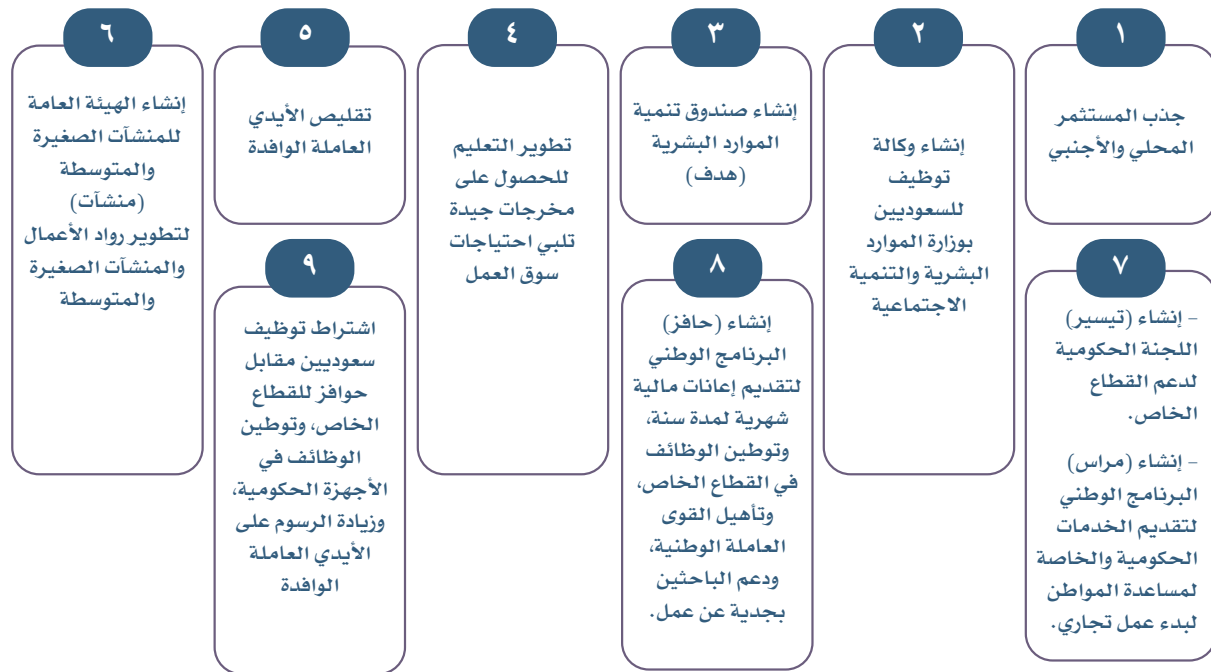 ١
جذب المستثمر
المحلي والأجنبي
٢
إنشاء وكالة
توظيف
للسعوديين
بوزارة الموارد
البشرية والتنمية
الاجتماعية
٣
إنشاء صندوق تنمية
الموارد البشرية
(هدف)
٤
تطوير التعليم
للحصول على
مخرجات جيدة
تلبي احتياجات
سوق العمل
٥
تقليص الأيدي
العاملة الوافدة
٦
إنشاء الهيئة العامة
للمنشآت الصغيرة
والمتوسطة
(منشآت)
لتطوير رواد الأعمال
والمنشآت الصغيرة
والمتوسطة
٧
– إنشاء (تيسير)
اللجنة الحكومية
لدعم القطاع
الخاص.
– إنشاء (مراس)
البرنامج الوطني
لتقديم الخدمات
الحكومية والخاصة
لمساعدة المواطن
لبدء عمل تجاري.
٨
إنشاء (حافز)
البرنامج الوطني
لتقديم إعانات مالية
شهرية لمدة سنة،
وتوطين الوظائف
في القطاع الخاص،
وتأهيل القوى
العاملة الوطنية،
ودعم الباحثين
بجدية عن عمل.
٩
اشتراط توظيف
سعوديين مقابل
حوافز للقطاع
الخاص، وتوطين
الوظائف في
الأجهزة الحكومية،
وزيادة الرسوم على
الأيدي العاملة
الوافدة